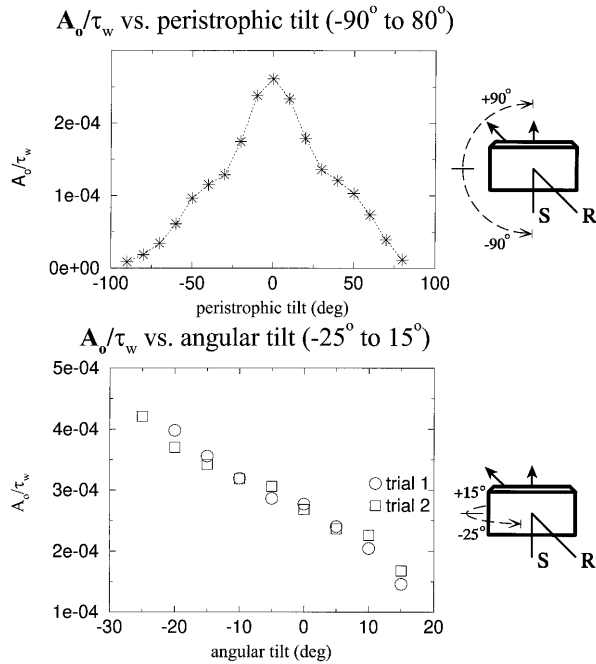 Aₒ/τw vs. peristrophic tilt (-90° to 80°)
2e-04
1e-04
0e+00
Aₒ/τw
-100 -50 0 50 100
peristrophic tilt (deg)
+90°
-90°
S
R
Aₒ/τw vs. angular tilt (-25° to 15°)
5e-04
4e-04
3e-04
2e-04
1e-04
Aₒ/τw
trial 1
trial 2
-30 -20 -10 0 10 20
angular tilt (deg)
+15°
-25°
S
R